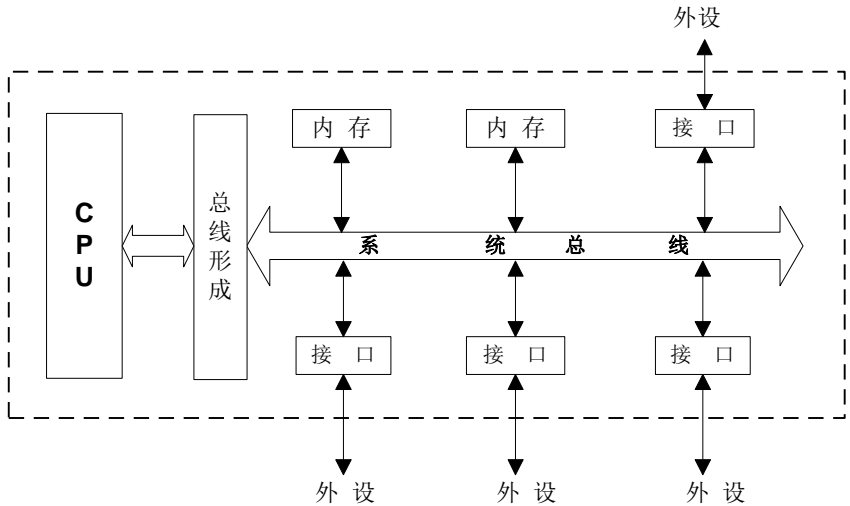 外设
内 存
内 存
接 口
CPU
总线形成
系 统 总 线
接 口
接 口
接 口
外 设
外 设
外 设